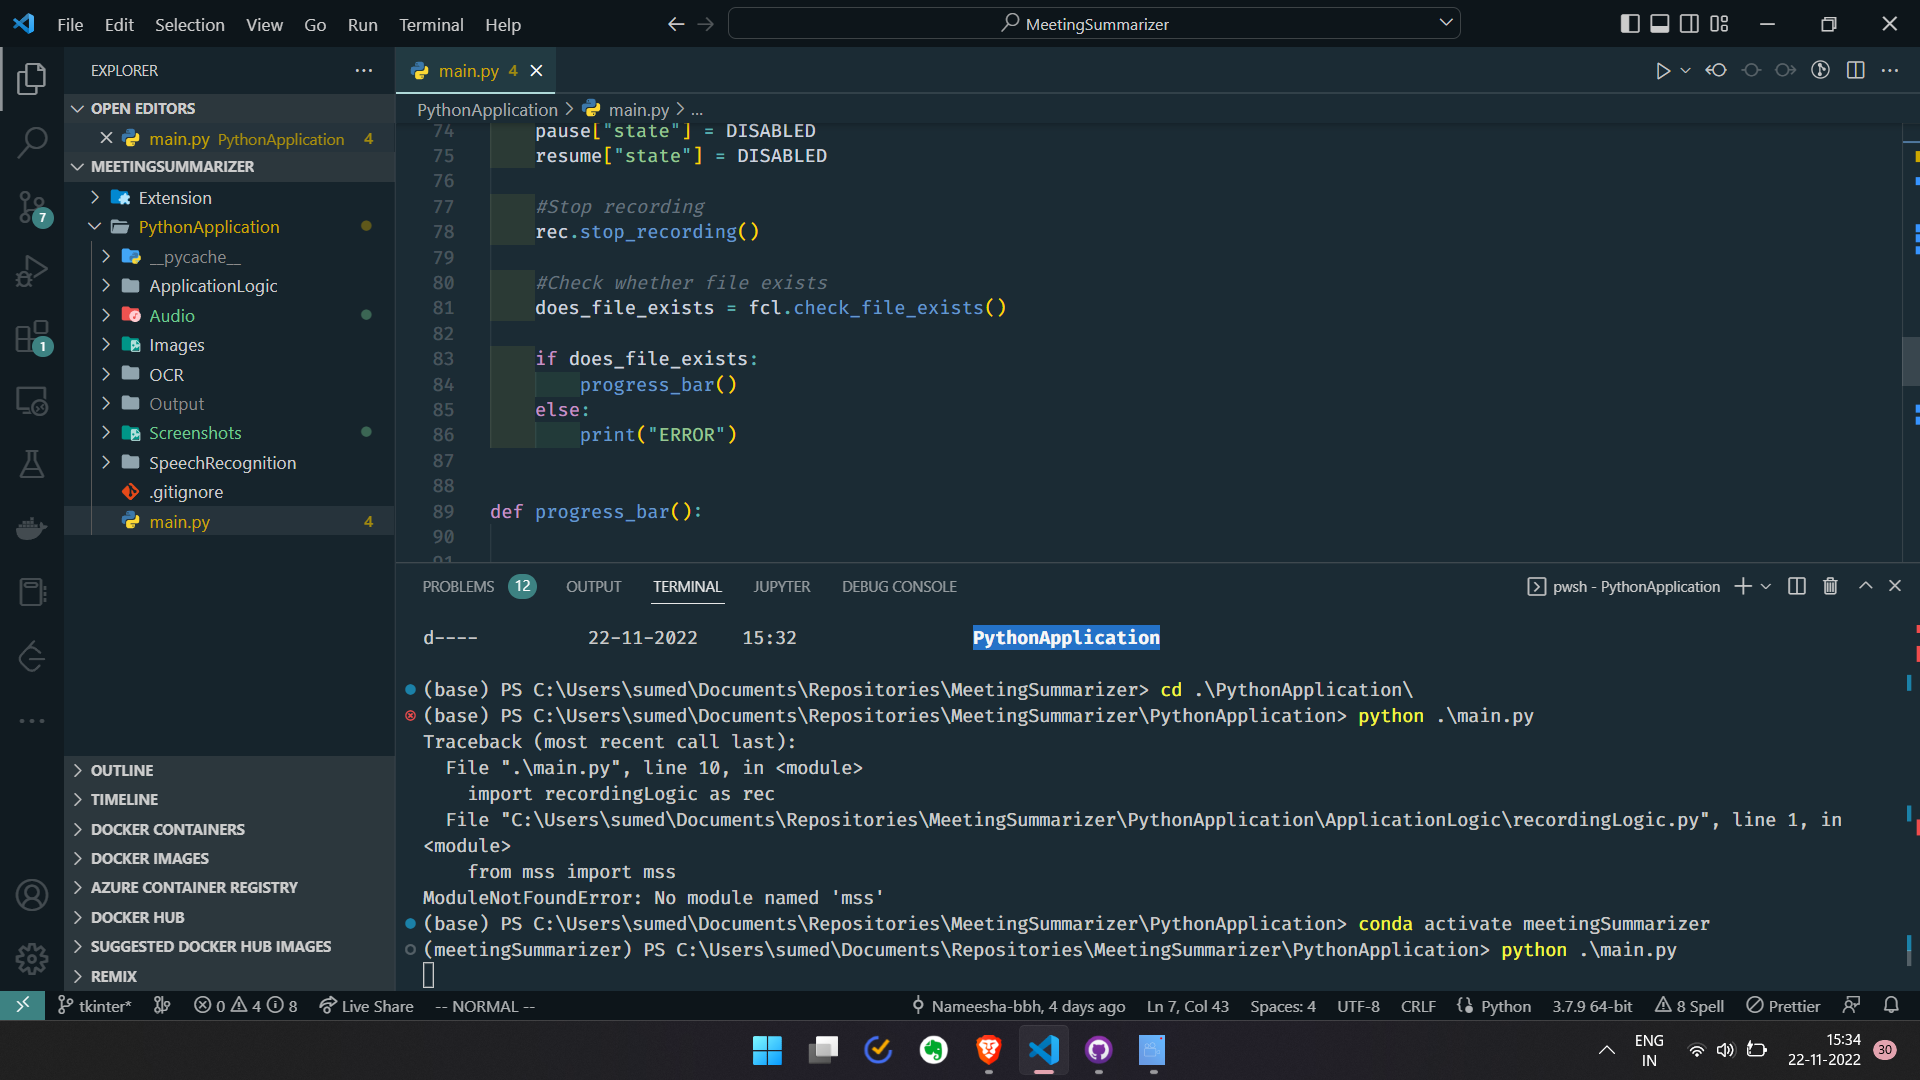 File Edit Selection View Go Run Terminal Help
MeetingSummarizer
EXPLORER
OPEN EDITORS
main.py PythonApplication 4
MEETINGSUMMARIZER
Extension
PythonApplication
__pycache__
ApplicationLogic
Audio
Images
OCR
Output
Screenshots
SpeechRecognition
.gitignore
main.py 4
OUTLINE
TIMELINE
DOCKER CONTAINERS
DOCKER IMAGES
AZURE CONTAINER REGISTRY
DOCKER HUB
SUGGESTED DOCKER HUB IMAGES
REMIX
7
1
main.py 4
PythonApplication > main.py > ...
74 pause["state"] = DISABLED
75 resume["state"] = DISABLED
76
77 #Stop recording
78 rec.stop_recording()
79
80 #Check whether file exists
81 does_file_exists = fcl.check_file_exists()
82
83 if does_file_exists:
84 progress_bar()
85 else:
86 print("ERROR")
87
88
89 def progress_bar():
90
91
PROBLEMS 12 OUTPUT TERMINAL JUPYTER DEBUG CONSOLE
pwsh - PythonApplication
d---- 22-11-2022 15:32 PythonApplication
(base) PS C:\Users\sumed\Documents\Repositories\MeetingSummarizer> cd .\PythonApplication\
(base) PS C:\Users\sumed\Documents\Repositories\MeetingSummarizer\PythonApplication> python .\main.py
Traceback (most recent call last):
File ".\main.py", line 10, in <module>
import recordingLogic as rec
File "C:\Users\sumed\Documents\Repositories\MeetingSummarizer\PythonApplication\ApplicationLogic\recordingLogic.py", line 1, in
<module>
from mss import mss
ModuleNotFoundError: No module named 'mss'
(base) PS C:\Users\sumed\Documents\Repositories\MeetingSummarizer\PythonApplication> conda activate meetingSummarizer
(meetingSummarizer) PS C:\Users\sumed\Documents\Repositories\MeetingSummarizer\PythonApplication> python .\main.py
tkinter* 0 4 8 Live Share -- NORMAL -- Nameesha-bbh, 4 days ago Ln 7, Col 43 Spaces: 4 UTF-8 CRLF Python 3.7.9 64-bit 8 Spell Prettier
ENG
IN
15:34
22-11-2022
30